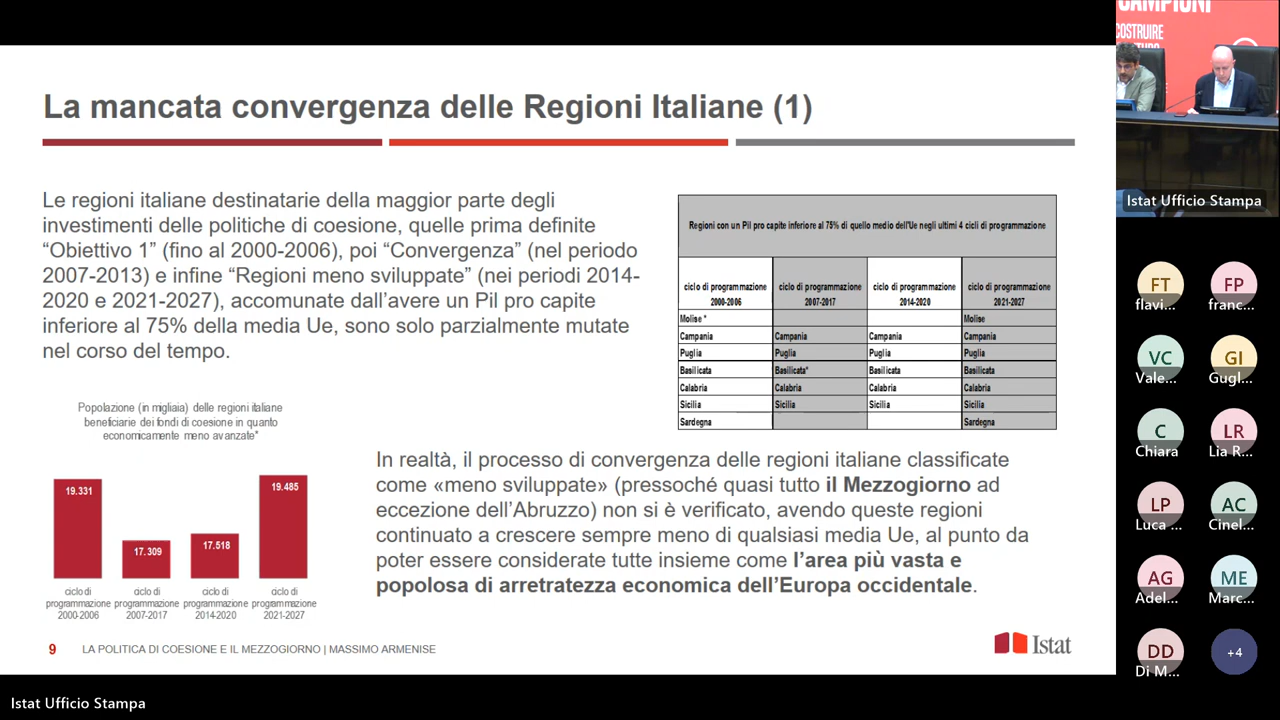 La mancata convergenza delle Regioni Italiane (1)
Le regioni italiane destinatarie della maggior parte degli
investimenti delle politiche di coesione, quelle prima definite
“Obiettivo 1” (fino al 2000-2006), poi “Convergenza” (nel periodo
2007-2013) e infine “Regioni meno sviluppate” (nei periodi 2014-
2020 e 2021-2027), accomunate dall’avere un Pil pro capite
inferiore al 75% della media Ue, sono solo parzialmente mutate
nel corso del tempo.
Regioni con un Pil pro capite inferiore al 75% di quello medio dell'Ue negli ultimi 4 cicli di programmazione
ciclo di programmazione 2000-2006 ciclo di programmazione 2007-2017 ciclo di programmazione 2014-2020 ciclo di programmazione 2021-2027
Molise * Molise
Campania Campania Campania Campania
Puglia Puglia Puglia Puglia
Basilicata Basilicata* Basilicata Basilicata
Calabria Calabria Calabria Calabria
Sicilia Sicilia Sicilia Sicilia
Sardegna Sardegna
Popolazione (in migliaia) delle regioni italiane
beneficiarie dei fondi di coesione in quanto
economicamente meno avanzate*
19.331 17.309 17.518 19.485
ciclo di programmazione 2000-2006 ciclo di programmazione 2007-2017 ciclo di programmazione 2014-2020 ciclo di programmazione 2021-2027
In realtà, il processo di convergenza delle regioni italiane classificate
come «meno sviluppate» (pressoché quasi tutto il Mezzogiorno ad
eccezione dell’Abruzzo) non si è verificato, avendo queste regioni
continuato a crescere sempre meno di qualsiasi media Ue, al punto da
poter essere considerate tutte insieme come l’area più vasta e
popolosa di arretratezza economica dell’Europa occidentale.
9 LA POLITICA DI COESIONE E IL MEZZOGIORNO | MASSIMO ARMENISE
Istat
Istat Ufficio Stampa
CAMPIONI
COSTRUIRE
Istat Ufficio Stampa
FT FP
flavi... franc...
VC GI
Vale... Gugl...
C LR
Chiara Lia R...
LP AC
Luca ... Cinel...
AG ME
Adel... Marc...
DD +4
Di M...